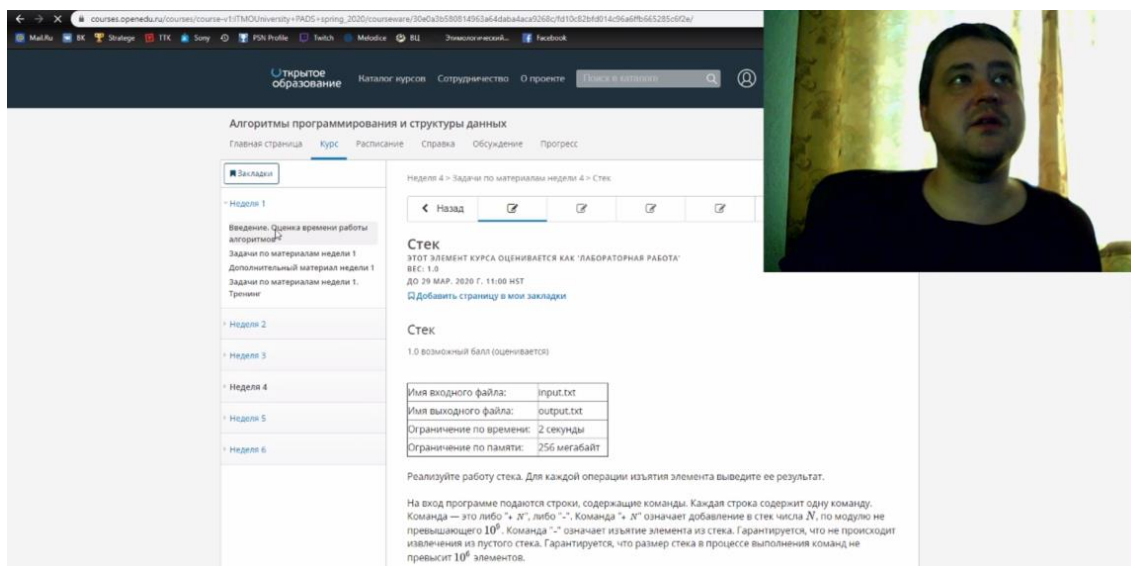 courses.openedu.ru/courses/course-v1:ITMOUniversity+PADS+spring_2020/courseware/30e0a3b580814963a64daba4aca9268c/fd10c82bfd014c96a6ffb665285c6f2e/
Mail.Ru ВК Stratege ТТК Sony PSN Profile Twitch Melodice ВЦ Этимологический... Facebook
Открытое
образование
Каталог курсов Сотрудничество О проекте Поиск в каталоге
Алгоритмы программирования и структуры данных
Главная страница Курс Расписание Справка Обсуждение Прогресс
Закладки
Неделя 1
Введение. Оценка времени работы
алгоритмов
Задачи по материалам недели 1
Дополнительный материал недели 1
Задачи по материалам недели 1.
Тренинг
Неделя 2
Неделя 3
Неделя 4
Неделя 5
Неделя 6
Неделя 4 > Задачи по материалам недели 4 > Стек
Назад
Стек
ЭТОТ ЭЛЕМЕНТ КУРСА ОЦЕНИВАЕТСЯ КАК 'ЛАБОРАТОРНАЯ РАБОТА'
ВЕС: 1.0
ДО 29 МАР. 2020 Г. 11:00 HST
Добавить страницу в мои закладки
Стек
1.0 возможный балл (оценивается)
Имя входного файла: input.txt
Имя выходного файла: output.txt
Ограничение по времени: 2 секунды
Ограничение по памяти: 256 мегабайт
Реализуйте работу стека. Для каждой операции изъятия элемента выведите ее результат.
На вход программе подаются строки, содержащие команды. Каждая строка содержит одну команду.
Команда — это либо "+ N", либо "-". Команда "+ N" означает добавление в стек числа N, по модулю не
превышающего 10^9. Команда "-" означает изъятие элемента из стека. Гарантируется, что не происходит
извлечения из пустого стека. Гарантируется, что размер стека в процессе выполнения команд не
превысит 10^6 элементов.